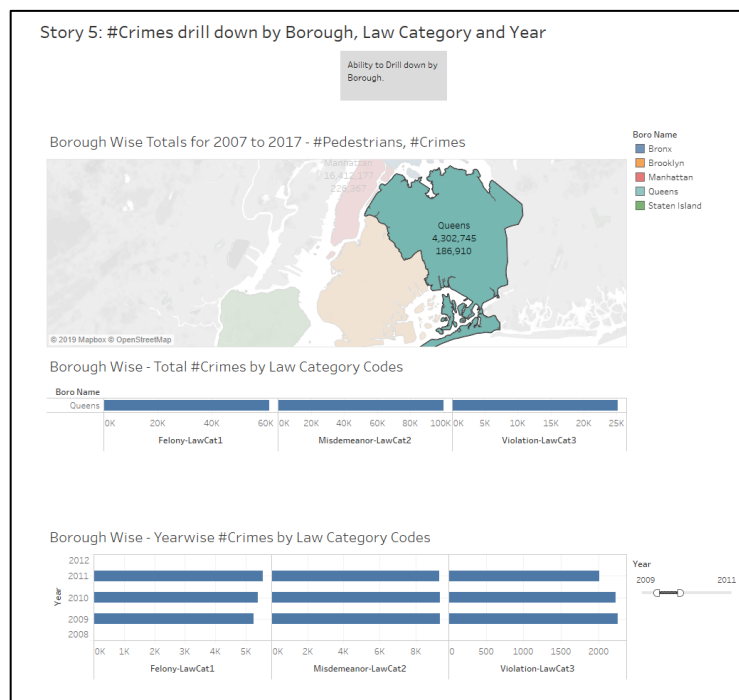 Story 5: #Crimes drill down by Borough, Law Category and Year
Ability to Drill down by
Borough.
Borough Wise Totals for 2007 to 2017 - #Pedestrians, #Crimes
Boro Name
Bronx
Brooklyn
Manhattan
Queens
Staten Island
Manhattan
16,412,177
226,367
Queens
4,302,745
186,910
© 2019 Mapbox © OpenStreetMap
Borough Wise - Total #Crimes by Law Category Codes
Boro Name
Queens
0K 20K 40K 60K 0K 20K 40K 60K 80K 100K 0K 5K 10K 15K 20K 25K
Felony-LawCat1 Misdemeanor-LawCat2 Violation-LawCat3
Borough Wise - Yearwise #Crimes by Law Category Codes
Year
2009 2011
Year
2012
2011
2010
2009
2008
0K 1K 2K 3K 4K 5K 0K 2K 4K 6K 8K 0 500 1000 1500 2000
Felony-LawCat1 Misdemeanor-LawCat2 Violation-LawCat3